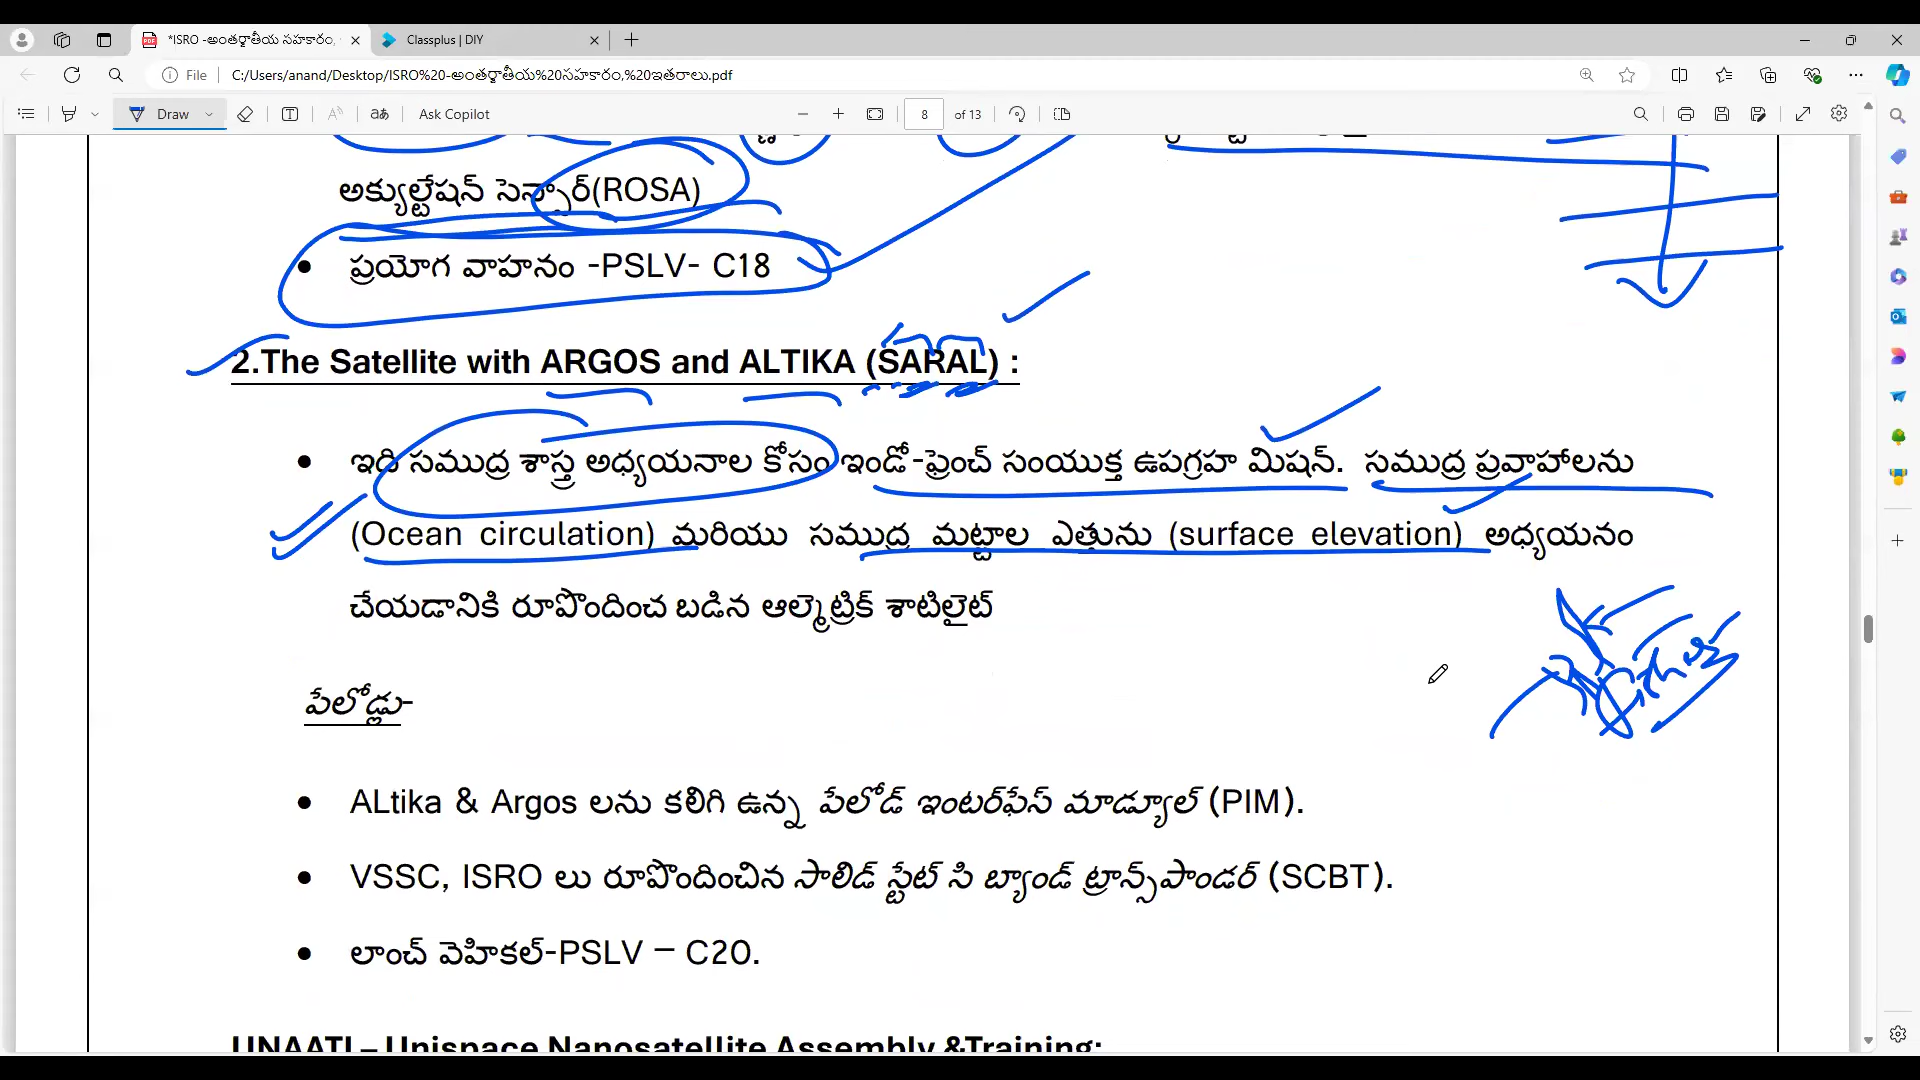 *ISRO -అంతర్జాతీయ సహకారం,
Classplus | DIY
File C:/Users/anand/Desktop/ISRO%20-అంతర్జాతీయ%20సహకారం,%20ఇతరాలు.pdf
Draw aあ Ask Copilot 8 of 13
అక్యుల్టేషన్ సెన్సార్(ROSA)
• ప్రయోగ వాహనం -PSLV- C18
2.The Satellite with ARGOS and ALTIKA (SARAL) :
• ఇది సముద్ర శాస్త్ర అధ్యయనాల కోసం ఇండో-ఫ్రెంచ్ సంయుక్త ఉపగ్రహ మిషన్. సముద్ర ప్రవాహాలను
(Ocean circulation) మరియు సముద్ర మట్టాల ఎత్తును (surface elevation) అధ్యయనం
చేయడానికి రూపొందించ బడిన ఆల్మెట్రిక్ శాటిలైట్
పేలోడ్లు-
• ALtika & Argos లను కలిగి ఉన్న పేలోడ్ ఇంటర్‌ఫేస్ మాడ్యూల్ (PIM).
• VSSC, ISRO లు రూపొందించిన సాలిడ్ స్టేట్ సి బ్యాండ్ ట్రాన్స్‌పాండర్ (SCBT).
• లాంచ్ వెహికల్-PSLV – C20.
UNAATI – Unispace Nanosatellite Assembly &Training: